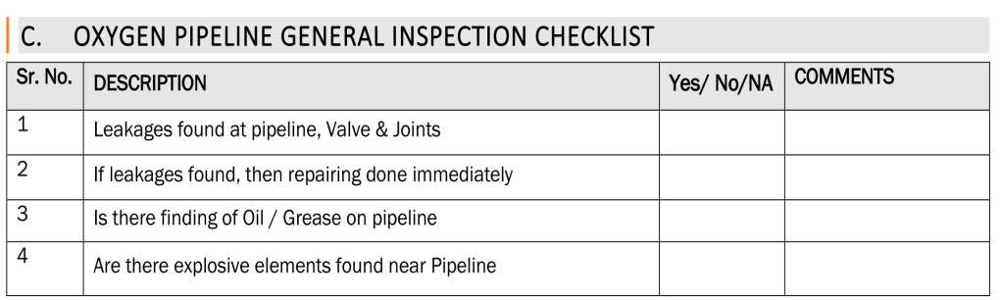 C. OXYGEN PIPELINE GENERAL INSPECTION CHECKLIST
Sr. No. DESCRIPTION Yes/ No/NA COMMENTS
1 Leakages found at pipeline, Valve & Joints
2 If leakages found, then repairing done immediately
3 Is there finding of Oil / Grease on pipeline
4 Are there explosive elements found near Pipeline